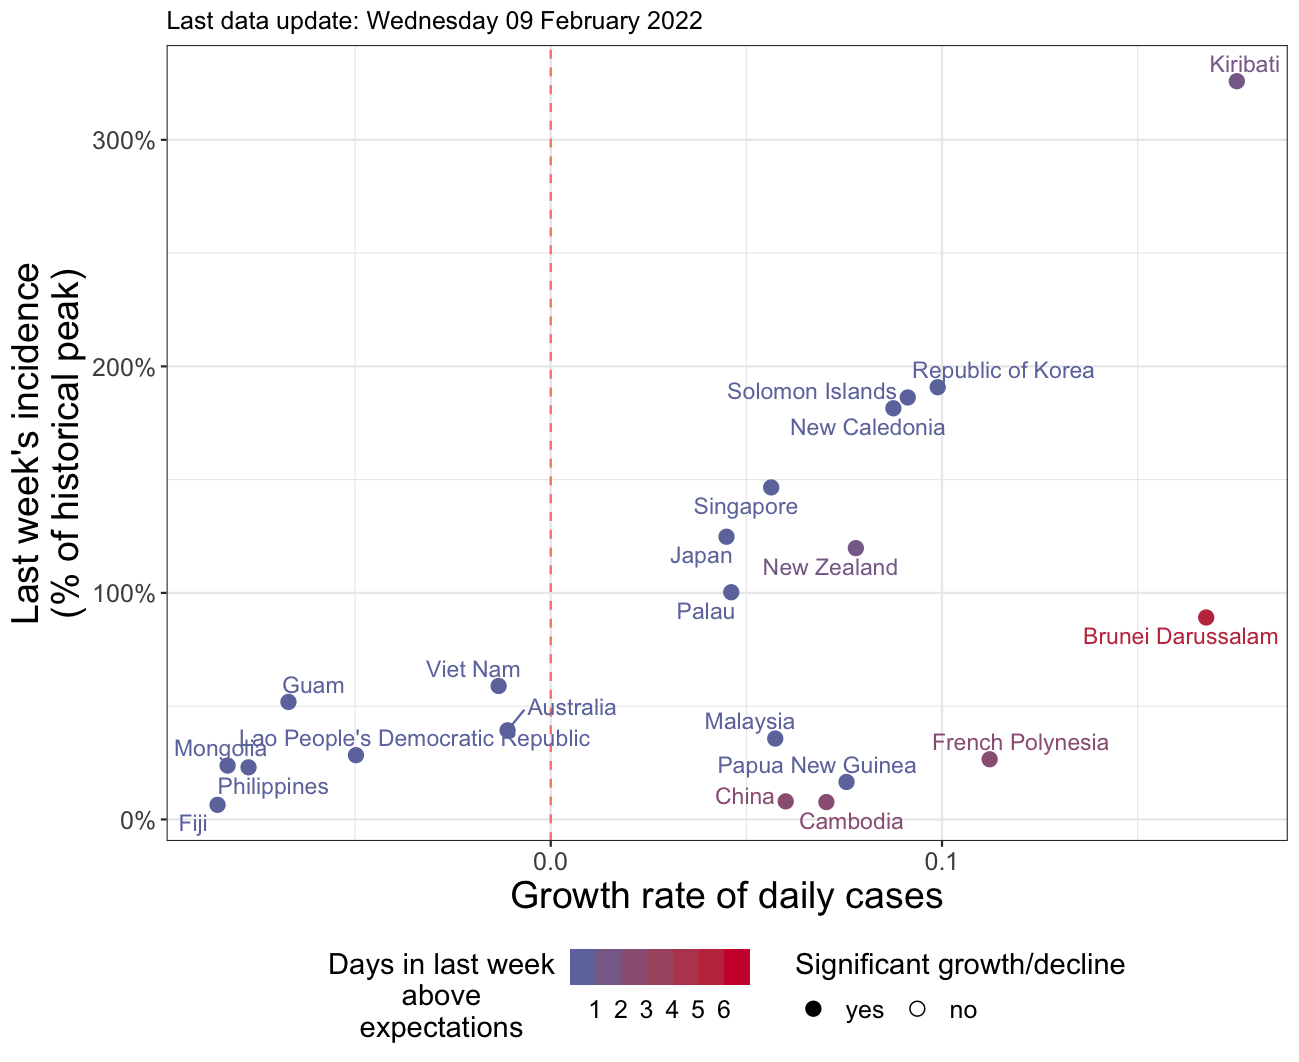 Last data update: Wednesday 09 February 2022
Kiribati
300%
Last week's incidence
(% of historical peak)
200%
Republic of Korea
Solomon Islands
New Caledonia
Singapore
Japan
New Zealand
100%
Palau
Brunei Darussalam
Viet Nam
Guam
Australia
Malaysia
Lao People's Democratic Republic
Mongolia
French Polynesia
Papua New Guinea
Philippines
China
Cambodia
Fiji
0%
0.0
0.1
Growth rate of daily cases
Days in last week
above
expectations
1 2 3 4 5 6
Significant growth/decline
yes
no